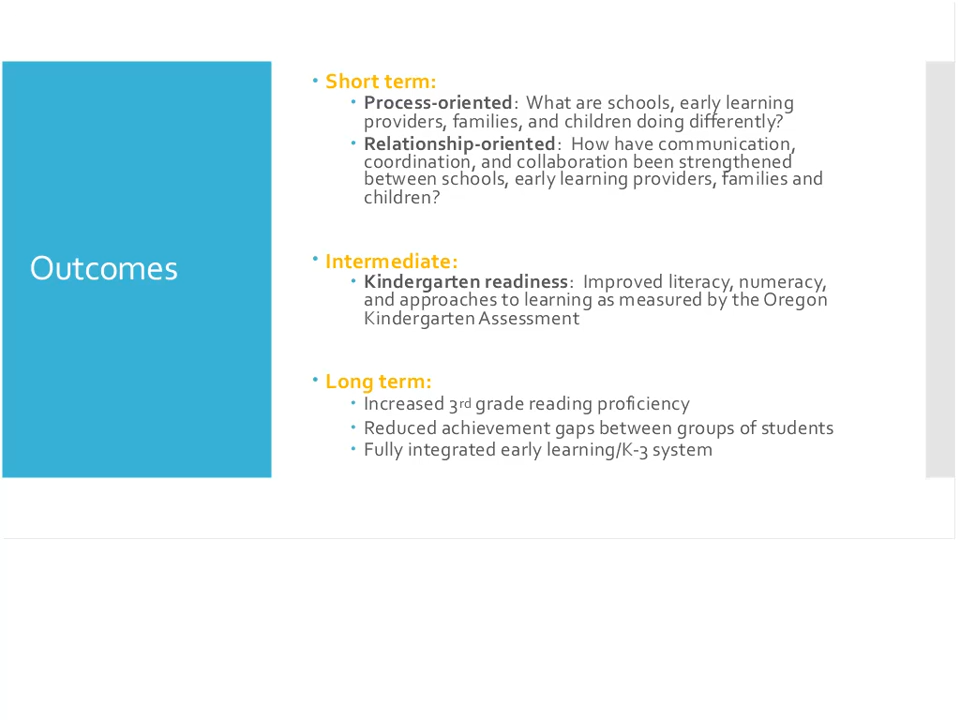 Outcomes
• Short term:
• Process-oriented: What are schools, early learning
providers, families, and children doing differently?
• Relationship-oriented: How have communication,
coordination, and collaboration been strengthened
between schools, early learning providers, families and
children?
• Intermediate:
• Kindergarten readiness: Improved literacy, numeracy,
and approaches to learning as measured by the Oregon
Kindergarten Assessment
• Long term:
• Increased 3rd grade reading proficiency
• Reduced achievement gaps between groups of students
• Fully integrated early learning/K-3 system